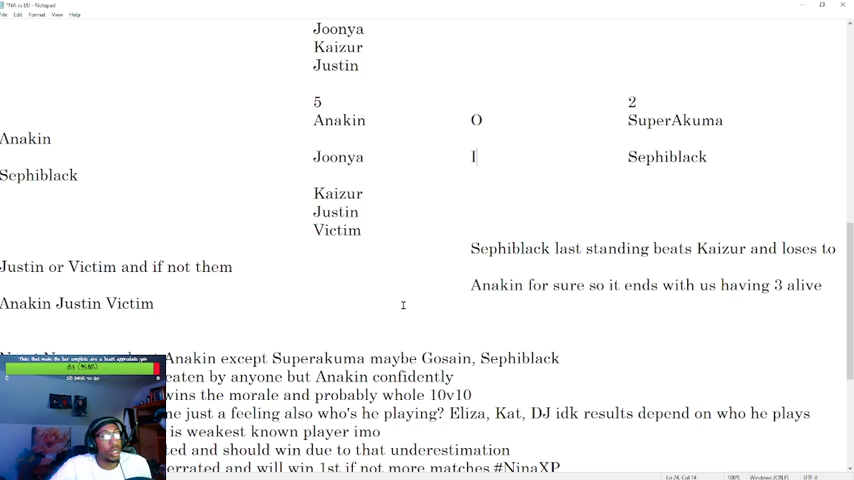 *NA vs EU - Notepad
File Edit Format View Help
Joonya
Kaizur
Justin
5 2
Anakin O SuperAkuma
Anakin
Joonya I Sephiblack
Sephiblack
Kaizur
Justin
Victim
Sephiblack last standing beats Kaizur and loses to
Justin or Victim and if not them
Anakin for sure so it ends with us having 3 alive
Anakin Justin Victim
Anakin except Superakuma maybe Gosain, Sephiblack
eaten by anyone but Anakin confidently
wins the morale and probably whole 10v10
ne just a feeling also who's he playing? Eliza, Kat, DJ idk results depend on who he plays
is weakest known player imo
ted and should win due to that underestimation
errated and will win 1st if not more matches #NinaXP
Ln 24, Col 14 100% Windows (CRLF) UTF-8